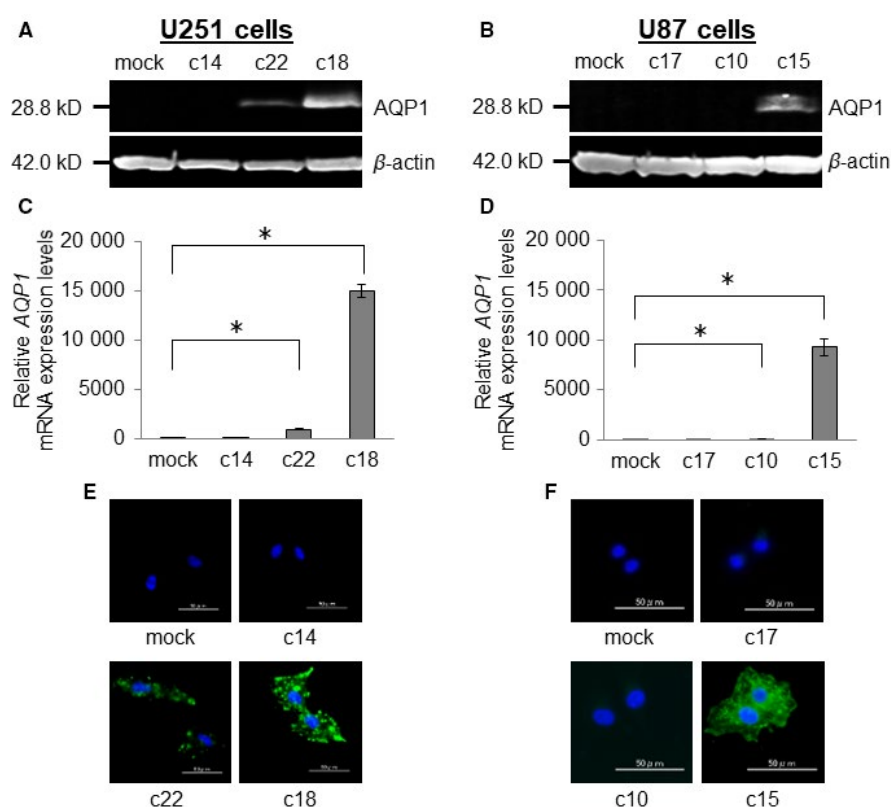 A
U251 cells
mock c14 c22 c18
28.8 kD
AQP1
42.0 kD
β-actin
B
U87 cells
mock c17 c10 c15
28.8 kD
AQP1
42.0 kD
β-actin
C
Relative AQP1
mRNA expression levels
20 000
15 000
10 000
5000
0
*
*
mock c14 c22 c18
D
Relative AQP1
mRNA expression levels
20 000
15 000
10 000
5000
0
*
*
mock c17 c10 c15
E
mock
c14
c22
c18
F
50 μm
mock
50 μm
c17
50 μm
c10
50 μm
c15